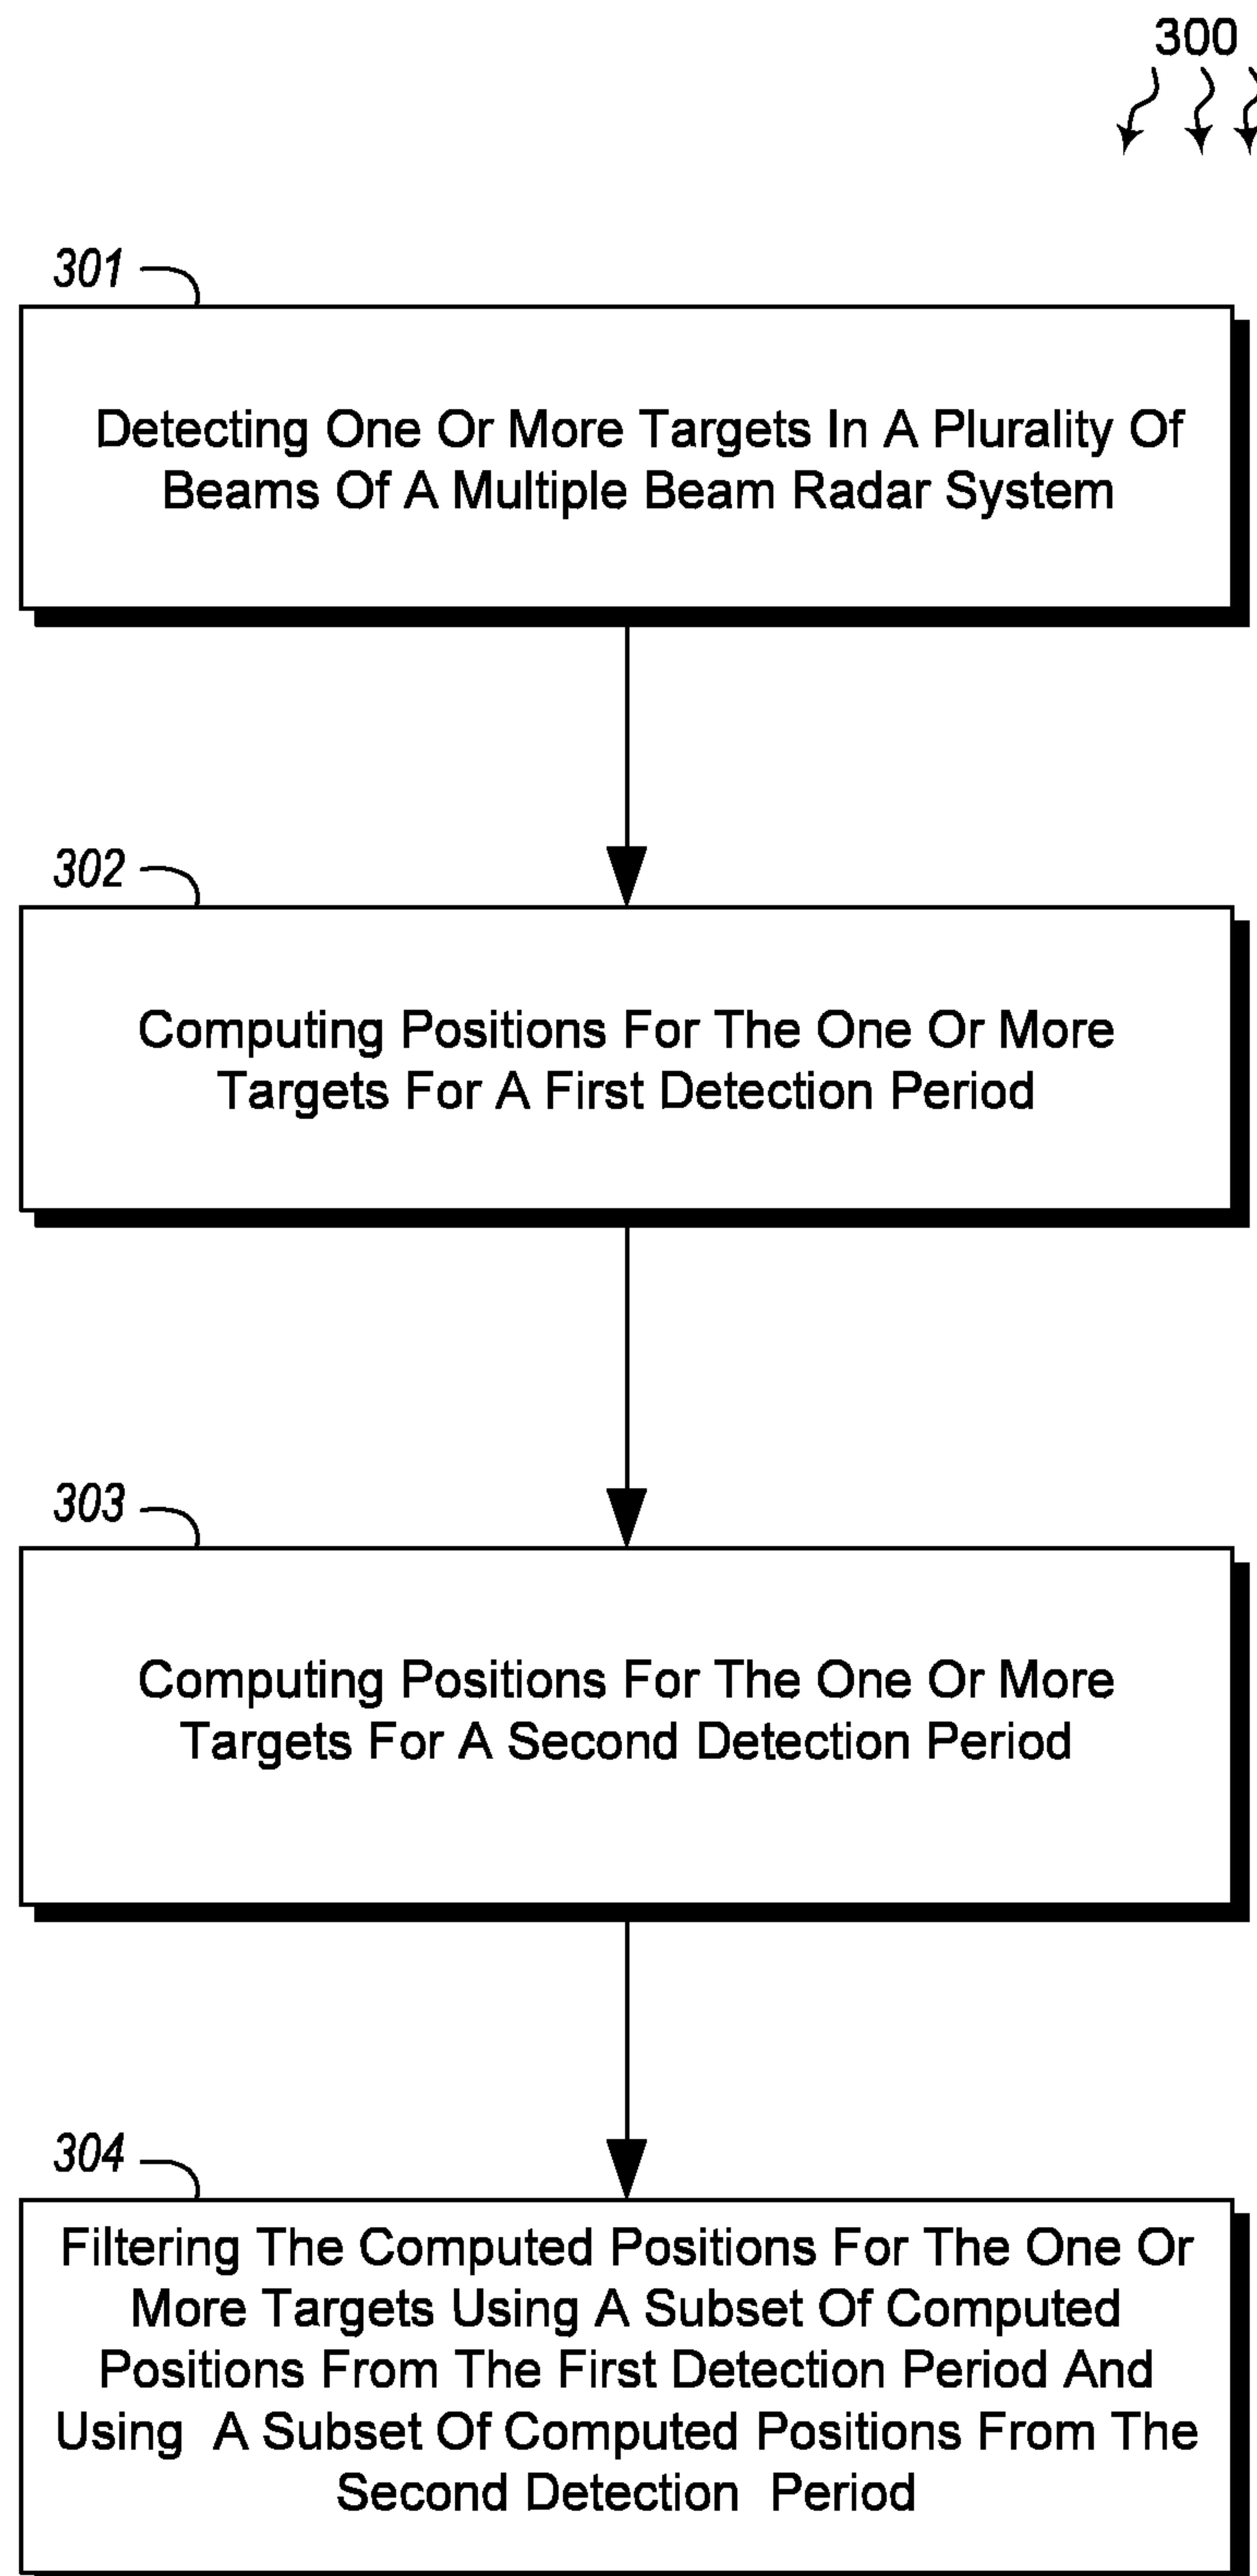 300
301
Detecting One Or More Targets In A Plurality Of
Beams Of A Multiple Beam Radar System
302
Computing Positions For The One Or More
Targets For A First Detection Period
303
Computing Positions For The One Or More
Targets For A Second Detection Period
304
Filtering The Computed Positions For The One Or
More Targets Using A Subset Of Computed
Positions From The First Detection Period And
Using A Subset Of Computed Positions From The
Second Detection Period